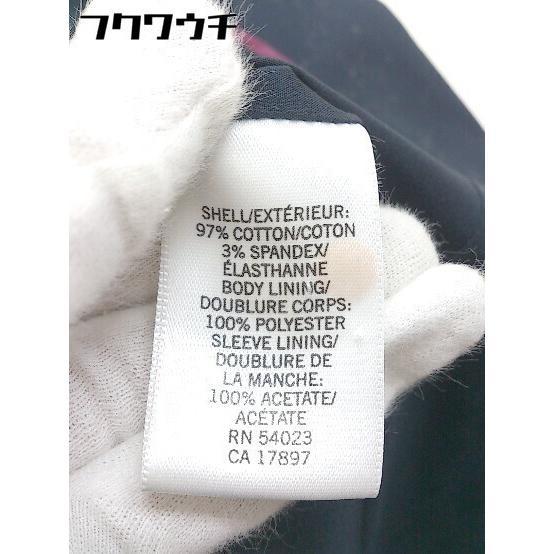 フクウクチ
SHELL/EXTÉRIEUR:
97% COTTON/COTON
3% SPANDEX/
ÉLASTHANNE
BODY LINING/
DOUBLURE CORPS:
100% POLYESTER
SLEEVE LINING/
DOUBLURE DE
LA MANCHE:
100% ACETATE/
ACÉTATE
RN 54023
CA 17897